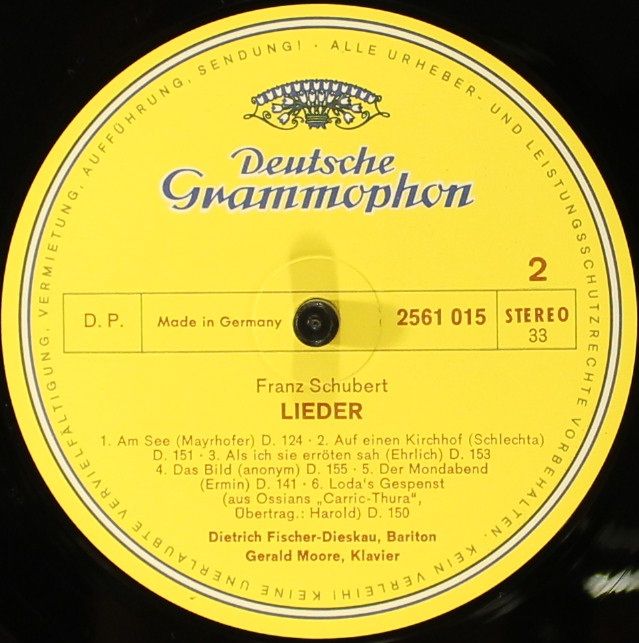 ALLE URHEBER- UND LEISTUNGSSCHUTZRECHTE VORBEHALTEN. KEIN VERLEIH! KEINE UNERLAUBTE VERVIELFÄLTIGUNG, VERMIETUNG, AUFFÜHRUNG, SENDUNG! ·
Deutsche
Grammophon
2
D. P.
Made in Germany
2561 015
STEREO
33
Franz Schubert
LIEDER
1. Am See (Mayrhofer) D. 124 · 2. Auf einen Kirchhof (Schlechta)
D. 151 · 3. Als ich sie erröten sah (Ehrlich) D. 153
4. Das Bild (anonym) D. 155 · 5. Der Mondabend
(Ermin) D. 141 · 6. Loda's Gespenst
(aus Ossians „Carric-Thura“,
Übertrag.: Harold) D. 150
Dietrich Fischer-Dieskau, Bariton
Gerald Moore, Klavier